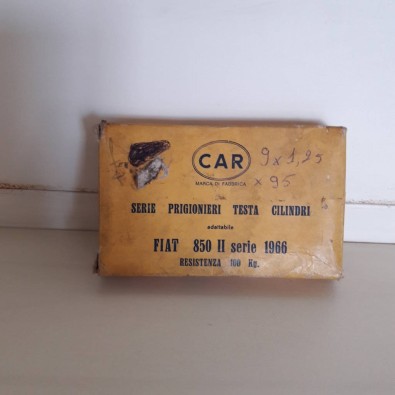 CAR
MARCA DI FABBRICA
9 x 1,25
x 95
SERIE PRIGIONIERI TESTA CILINDRI
adattabile
FIAT 850 II serie 1966
RESISTENZA 100 Kg.